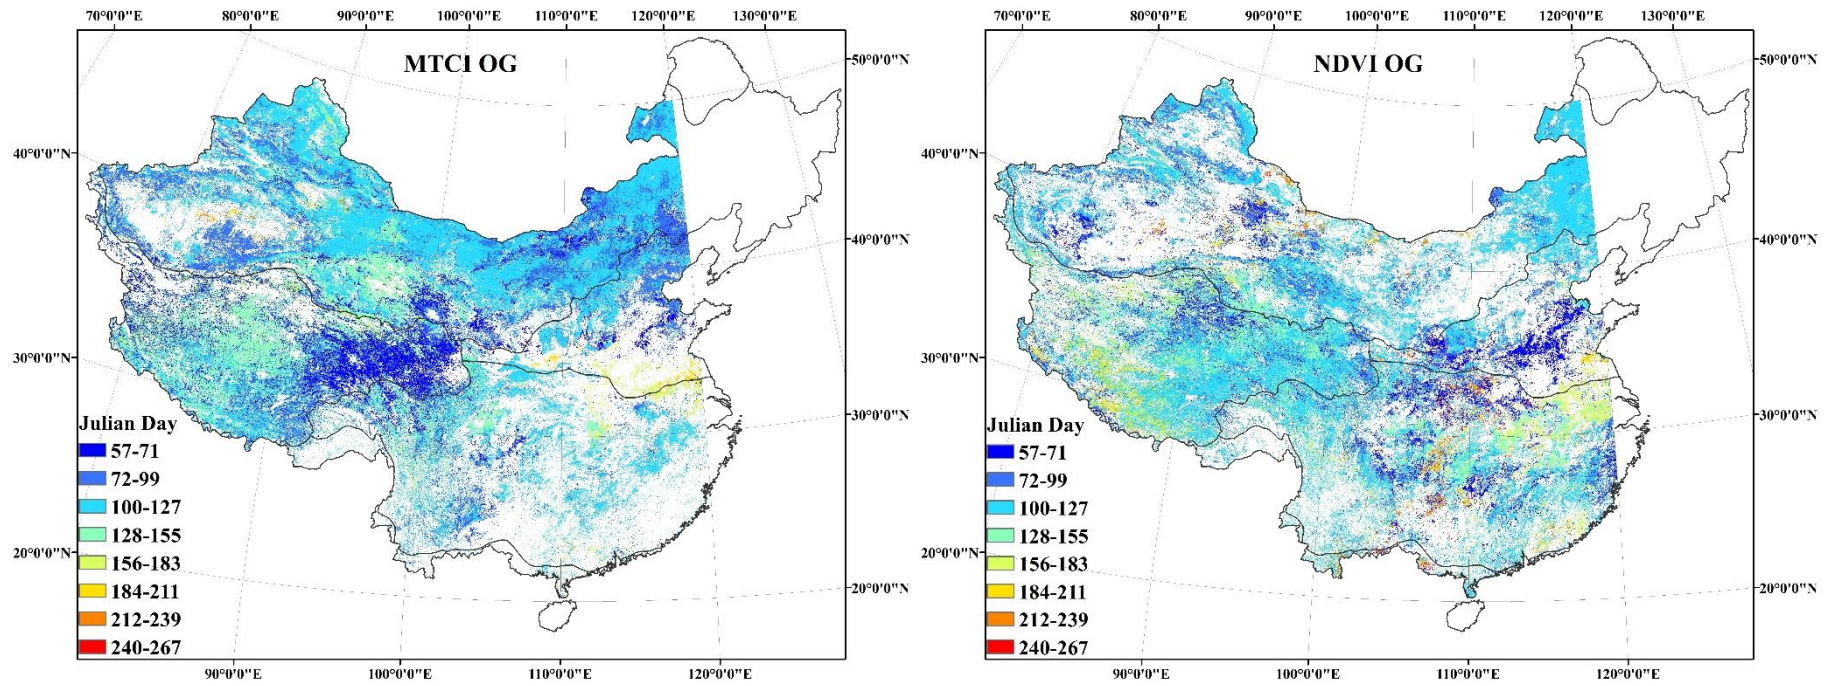 70°0'0"E 80°0'0"E 90°0'0"E 100°0'0"E 110°0'0"E 120°0'0"E 130°0'0"E
MTCI OG
50°0'0"N
40°0'0"N
40°0'0"N
30°0'0"N
30°0'0"N
20°0'0"N
20°0'0"N
Julian Day
57-71
72-99
100-127
128-155
156-183
184-211
212-239
240-267
90°0'0"E 100°0'0"E 110°0'0"E 120°0'0"E
70°0'0"E 80°0'0"E 90°0'0"E 100°0'0"E 110°0'0"E 120°0'0"E 130°0'0"E
NDVI OG
50°0'0"N
40°0'0"N
40°0'0"N
30°0'0"N
30°0'0"N
20°0'0"N
20°0'0"N
Julian Day
57-71
72-99
100-127
128-155
156-183
184-211
212-239
240-267
90°0'0"E 100°0'0"E 110°0'0"E 120°0'0"E